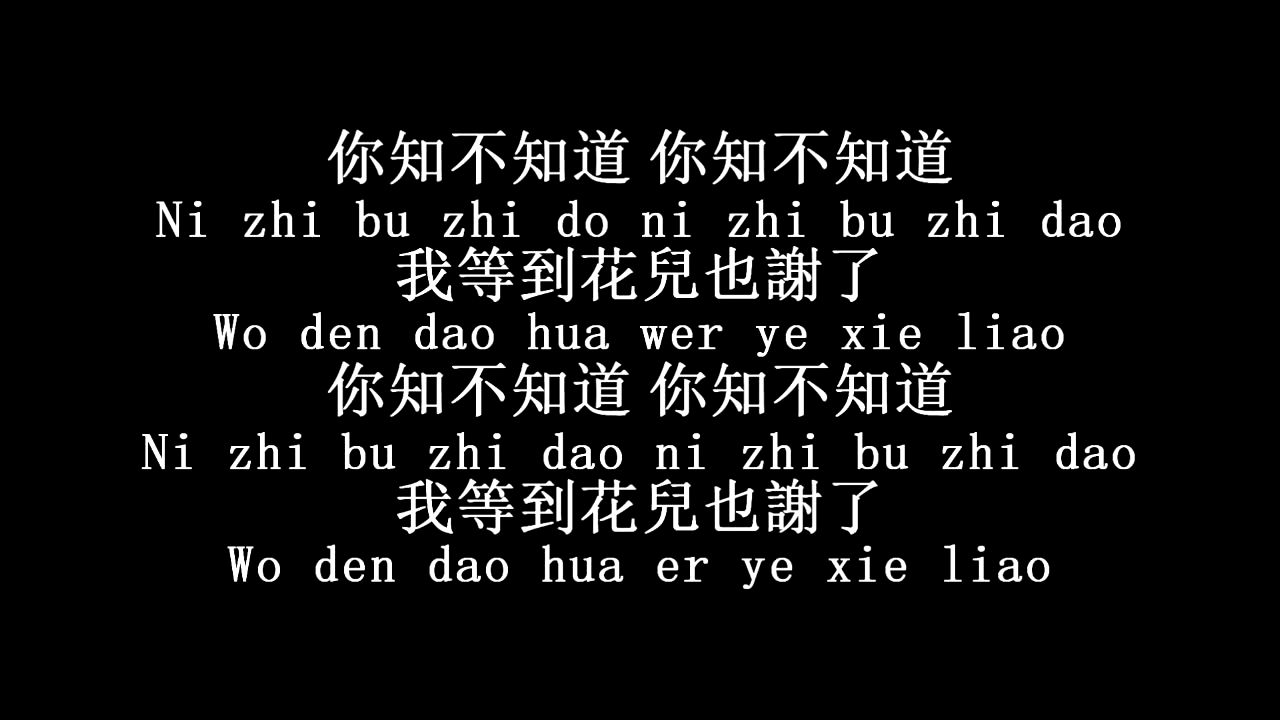 你知不知道 你知不知道
Ni zhi bu zhi do ni zhi bu zhi dao
我等到花兒也謝了
Wo den dao hua wer ye xie liao
你知不知道 你知不知道
Ni zhi bu zhi dao ni zhi bu zhi dao
我等到花兒也謝了
Wo den dao hua er ye xie liao